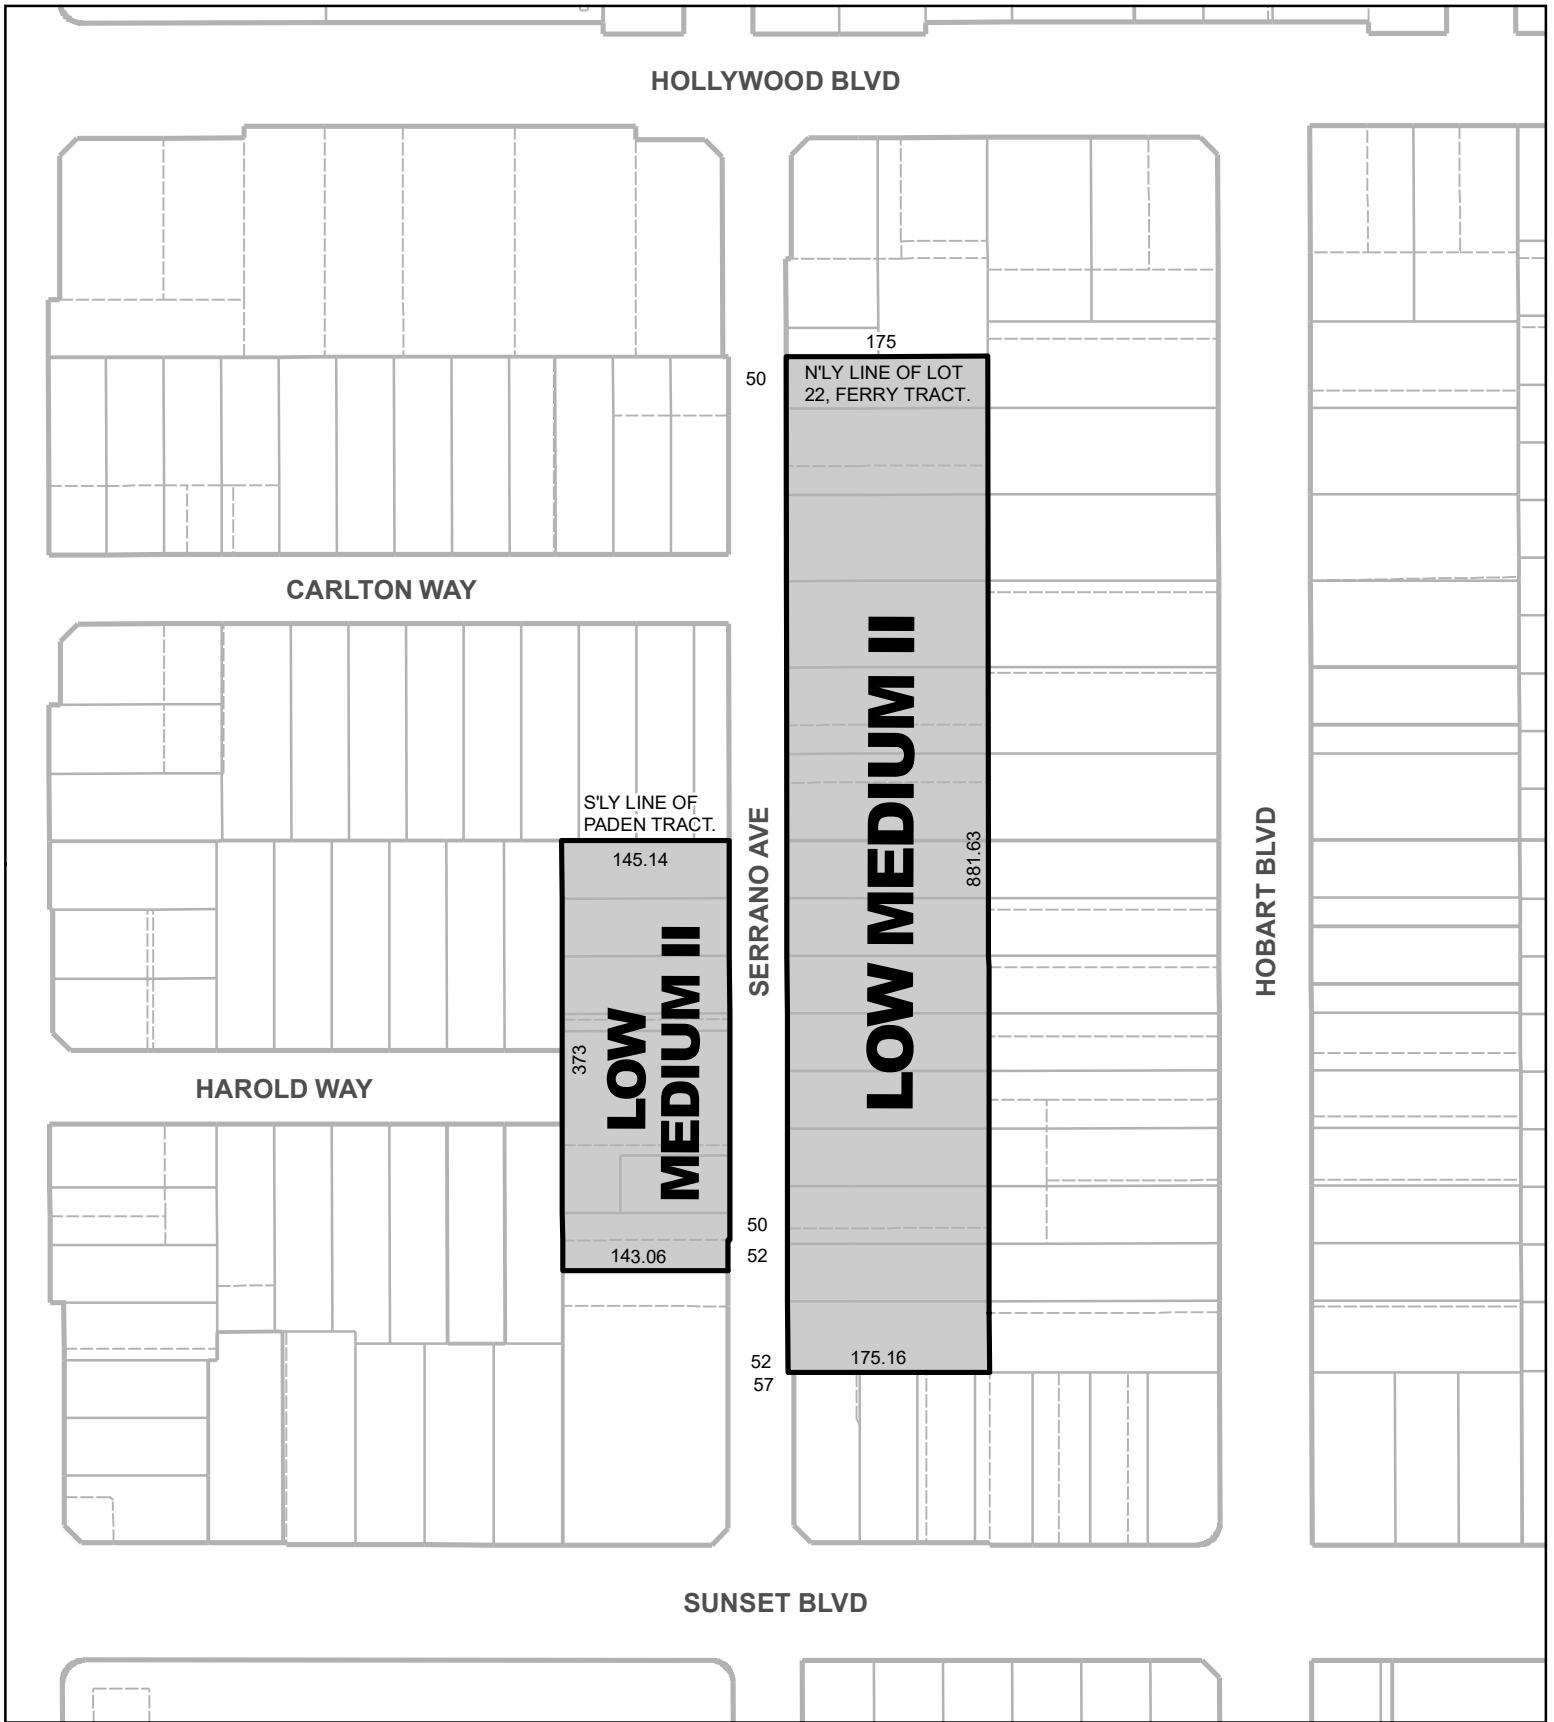 HOLLYWOOD BLVD
175
50
N'LY LINE OF LOT
22, FERRY TRACT.
CARLTON WAY
LOW MEDIUM II
S'LY LINE OF
PADEN TRACT.
145.14
SERRANO AVE
881.63
HOBART BLVD
LOW
MEDIUM II
373
HAROLD WAY
50
52
143.06
52
57
175.16
SUNSET BLVD